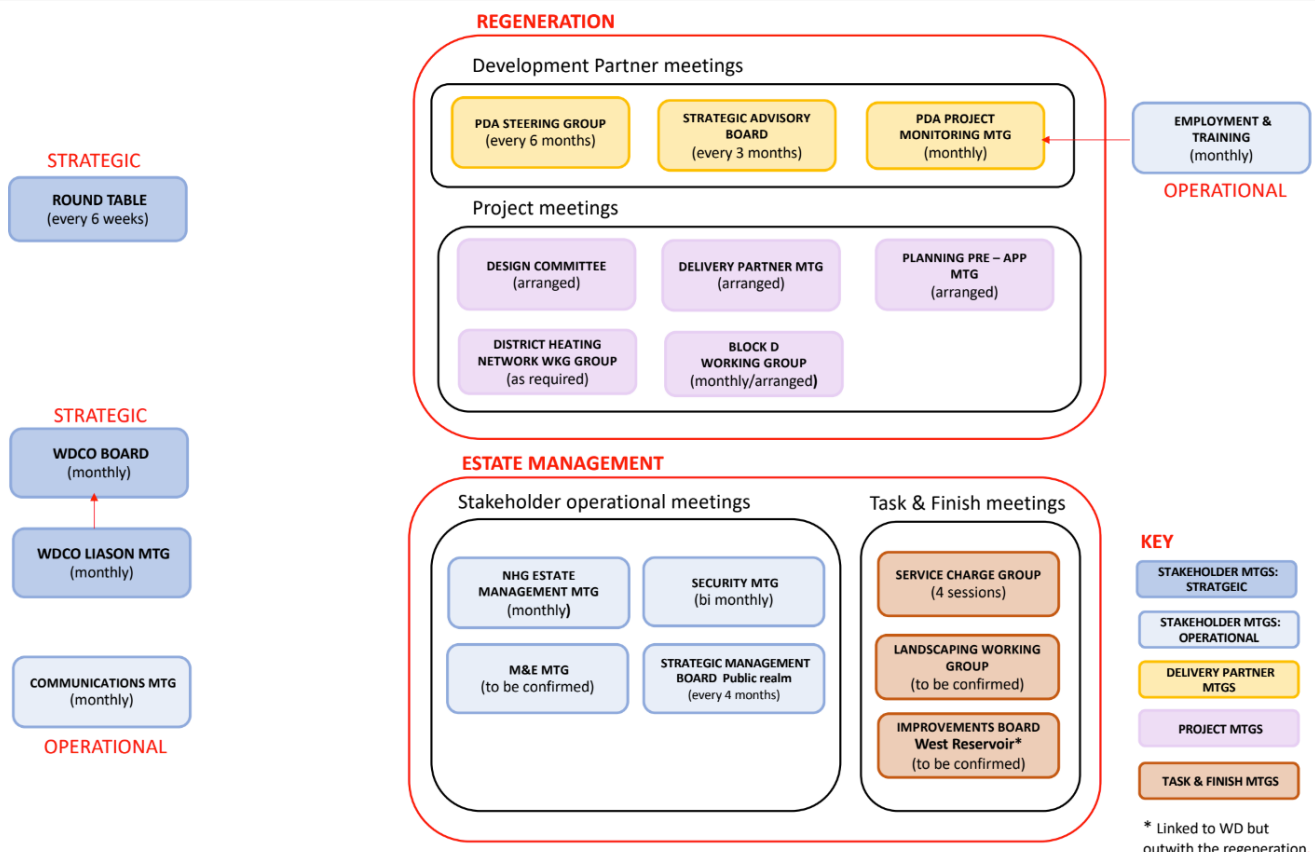 REGENERATION
Development Partner meetings
PDA STEERING GROUP
(every 6 months)
STRATEGIC ADVISORY
BOARD
(every 3 months)
PDA PROJECT
MONITORING MTG
(monthly)
EMPLOYMENT &
TRAINING
(monthly)
OPERATIONAL
STRATEGIC
ROUND TABLE
(every 6 weeks)
Project meetings
DESIGN COMMITTEE
(arranged)
DELIVERY PARTNER MTG
(arranged)
PLANNING PRE – APP
MTG
(arranged)
DISTRICT HEATING
NETWORK WKG GROUP
(as required)
BLOCK D
WORKING GROUP
(monthly/arranged)
STRATEGIC
WDCO BOARD
(monthly)
WDCO LIASON MTG
(monthly)
COMMUNICATIONS MTG
(monthly)
OPERATIONAL
ESTATE MANAGEMENT
Stakeholder operational meetings
NHG ESTATE
MANAGEMENT MTG
(monthly)
SECURITY MTG
(bi monthly)
M&E MTG
(to be confirmed)
STRATEGIC MANAGEMENT
BOARD Public realm
(every 4 months)
Task & Finish meetings
SERVICE CHARGE GROUP
(4 sessions)
LANDSCAPING WORKING
GROUP
(to be confirmed)
IMPROVEMENTS BOARD
West Reservoir*
(to be confirmed)
KEY
STAKEHOLDER MTGS:
STRATGEIC
STAKEHOLDER MTGS:
OPERATIONAL
DELIVERY PARTNER
MTGS
PROJECT MTGS
TASK & FINISH MTGS
* Linked to WD but
outwith the regeneration